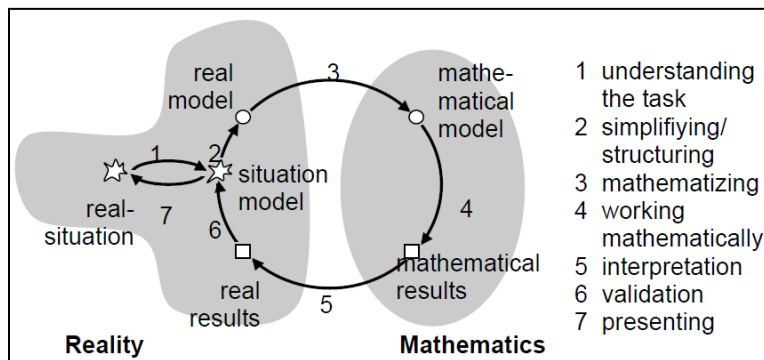 real
model
3
mathe-
matical
model
1
2
situation
model
real-
situation
7
6
4
real
results
5
mathematical
results
Reality
Mathematics
1 understanding
the task
2 simplifiying/
structuring
3 mathematizing
4 working
mathematically
5 interpretation
6 validation
7 presenting